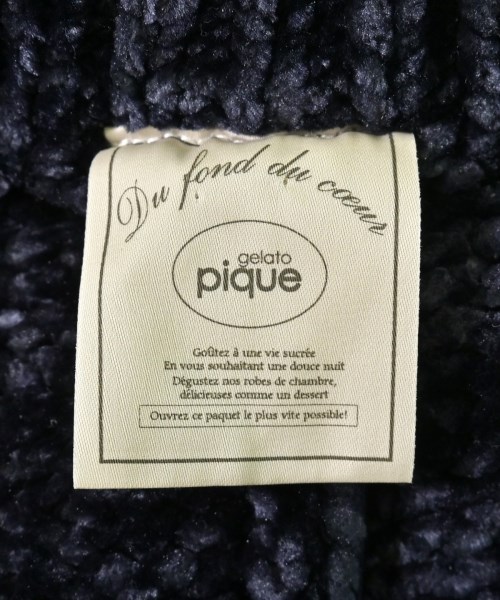 Du fond du cœur
gelato
pique
Goûtez à une vie sucrée
En vous souhaitant une douce nuit
Dégustez nos robes de chambre,
délicieuses comme un dessert
Ouvrez ce paquet le plus vite possible!